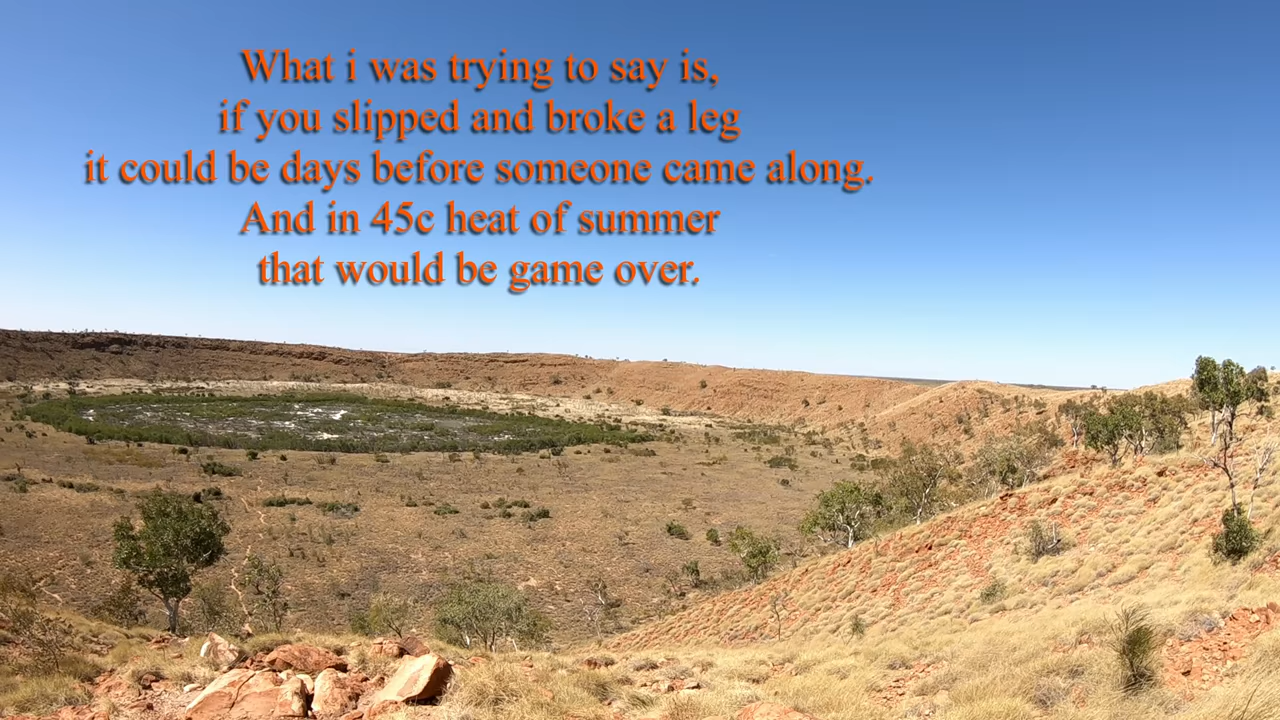 What i was trying to say is,
if you slipped and broke a leg
it could be days before someone came along.
And in 45c heat of summer
that would be game over.